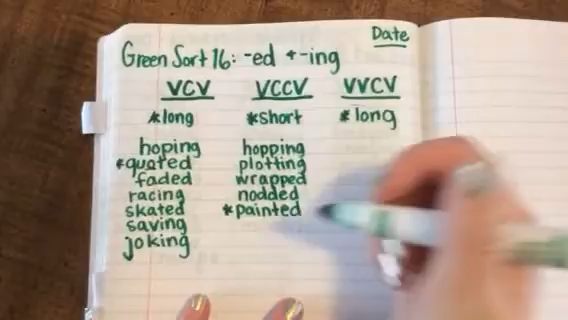 Date
Green Sort 16: -ed + -ing
VCV VCCV VVCV
*long *short *long
hoping hopping
*quoted plotting
faded wrapped
racing nodded
skated *painted
saving
joking